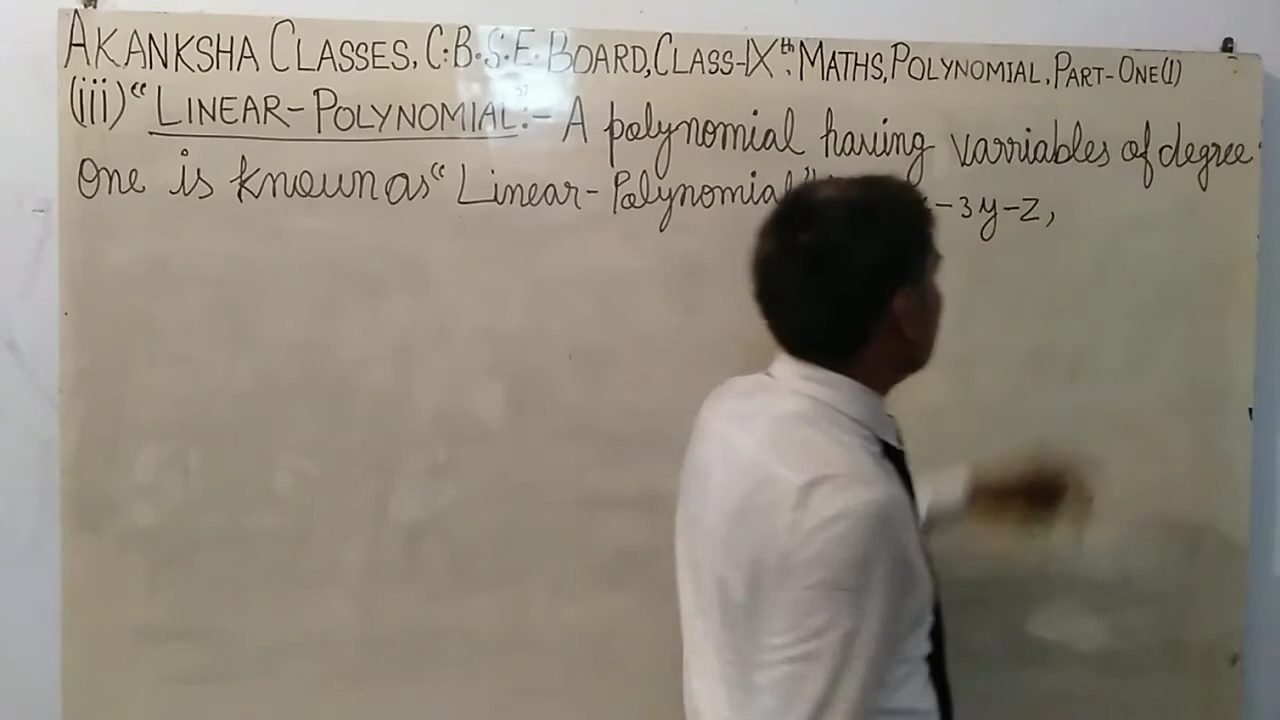 AKANKSHA CLASSES, C.B.S.E. BOARD, CLASS-IXth. MATHS, POLYNOMIAL, PART-ONE(1)
(iii) "LINEAR-POLYNOMIAL":- A polynomial having varriables of degree
one is known as "Linear-Polynomial" -3y-z,